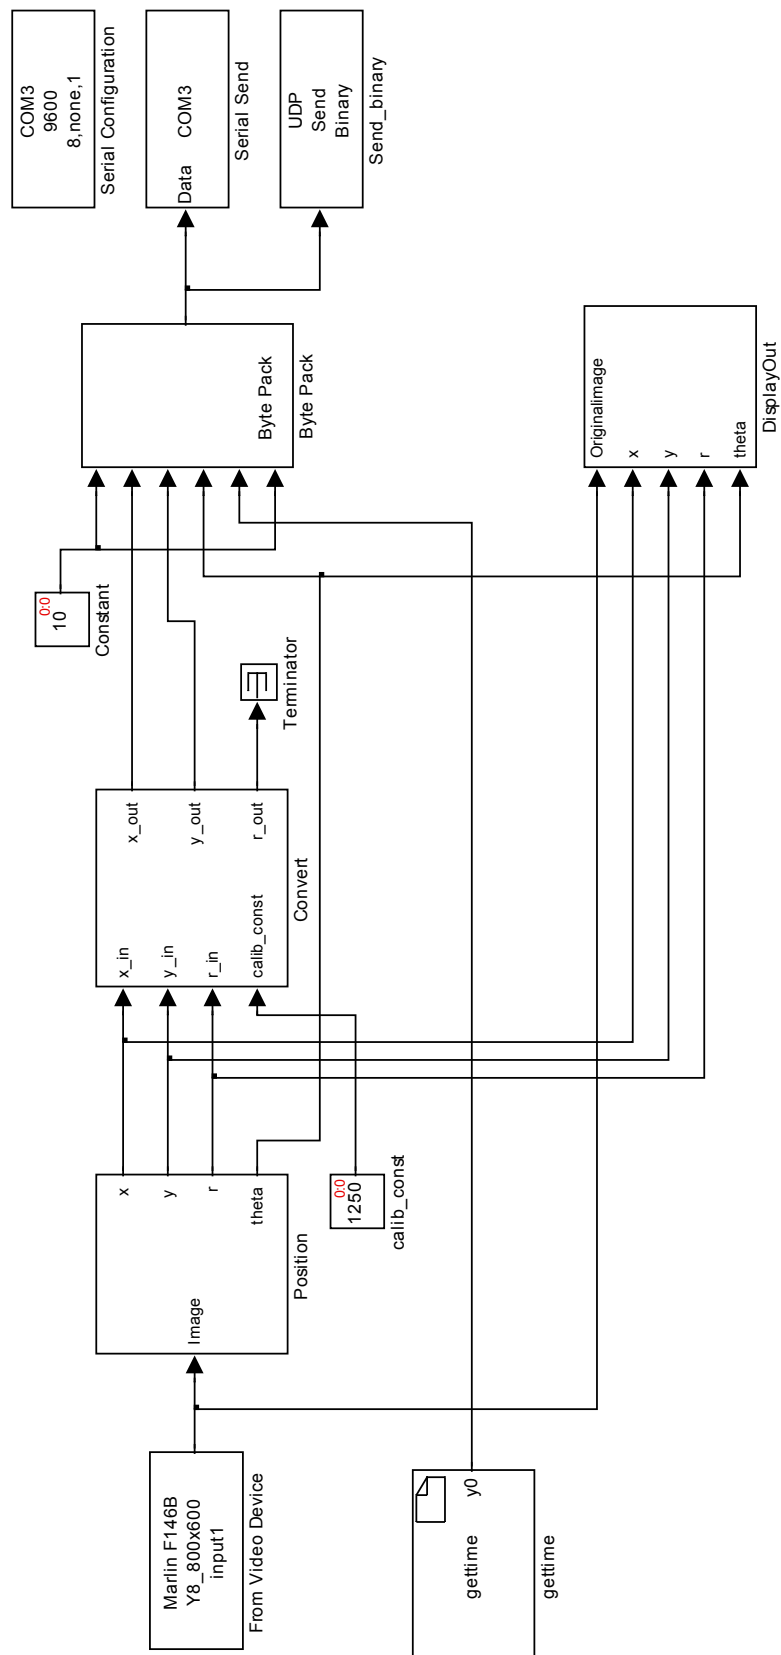 Marlin F146B
Y8_800x600
input1
From Video Device
gettime
y0
gettime
Image
x
y
r
theta
Position
0:0
1250
calib_const
x_in
y_in
r_in
calib_const
x_out
y_out
r_out
Convert
Terminator
0:0
10
Constant
Byte Pack
Byte Pack
Originalimage
x
y
r
theta
DisplayOut
COM3
9600
8,none,1
Serial Configuration
Data
COM3
Serial Send
UDP
Send
Binary
Send_binary